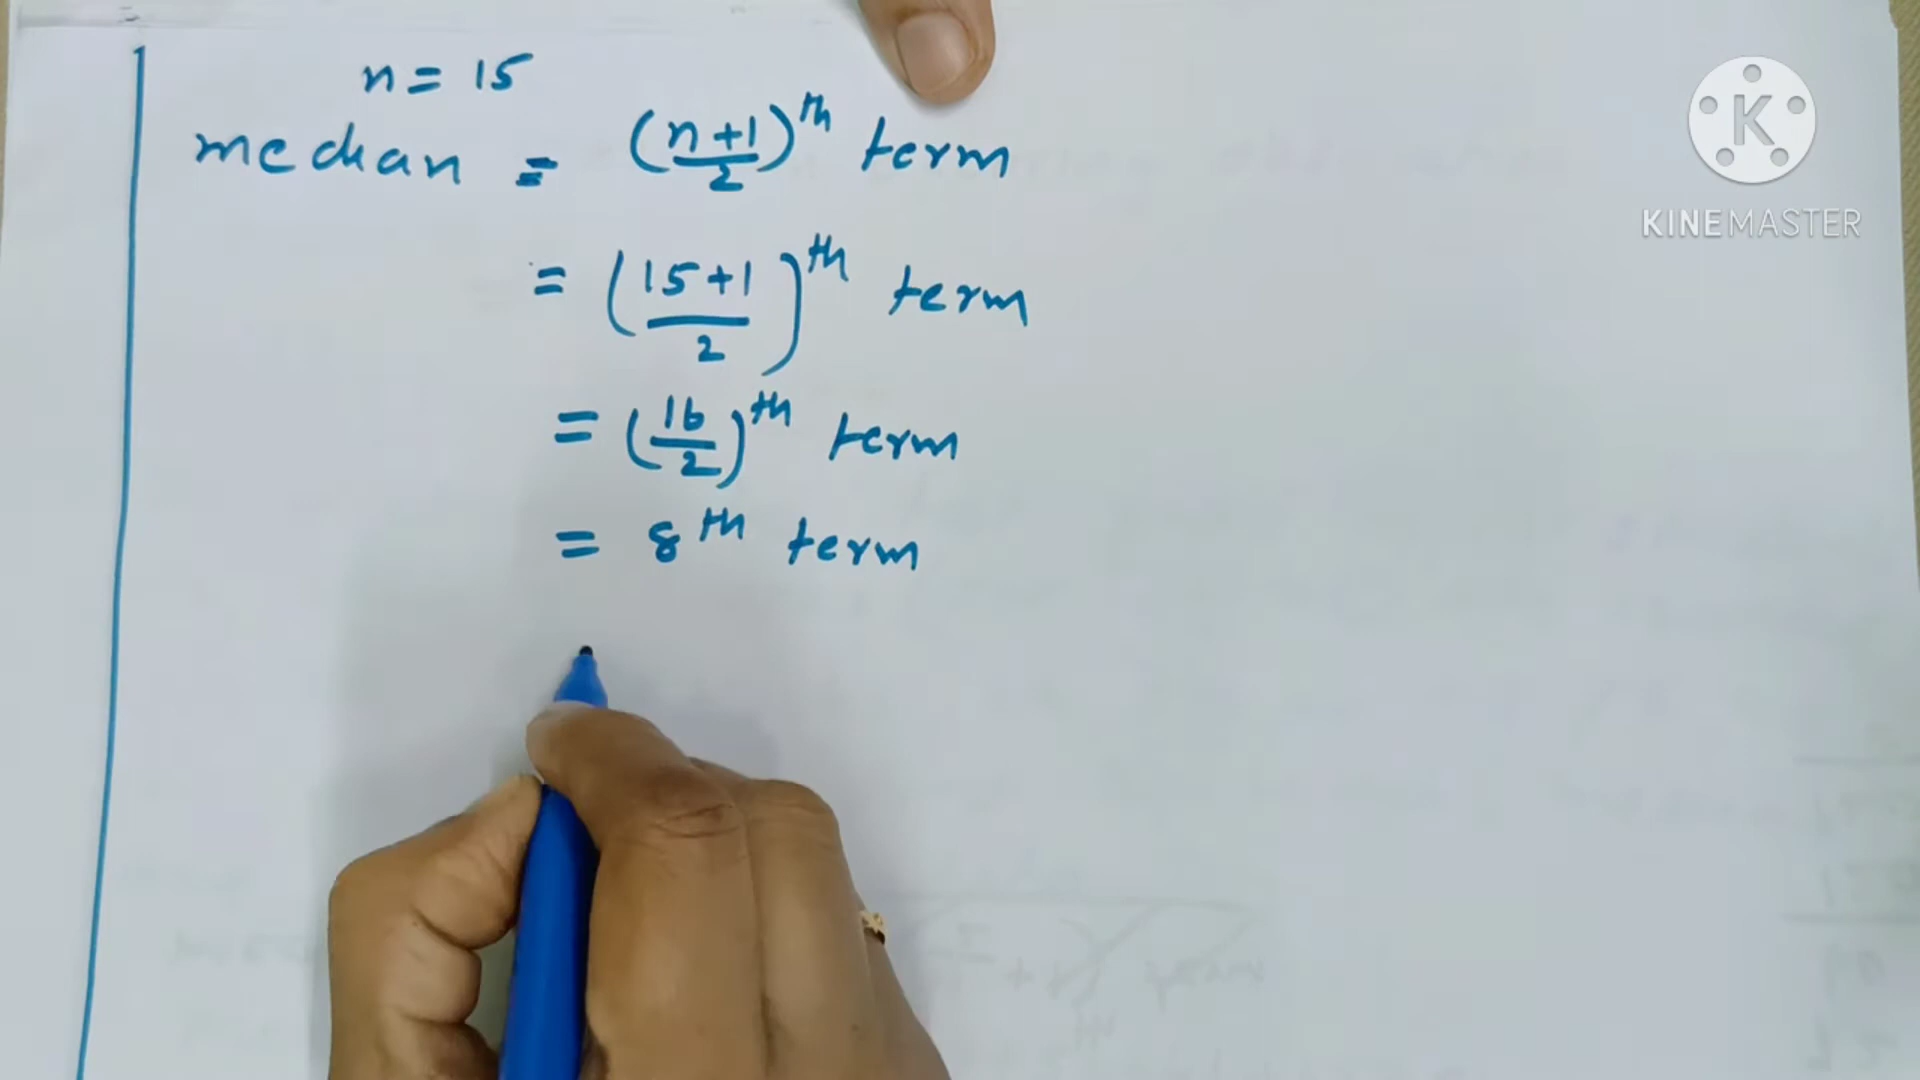 n = 15
median = (n+1/2)th term
= (15+1/2)th term
= (16/2)th term
= 8th term
K
KINEMASTER